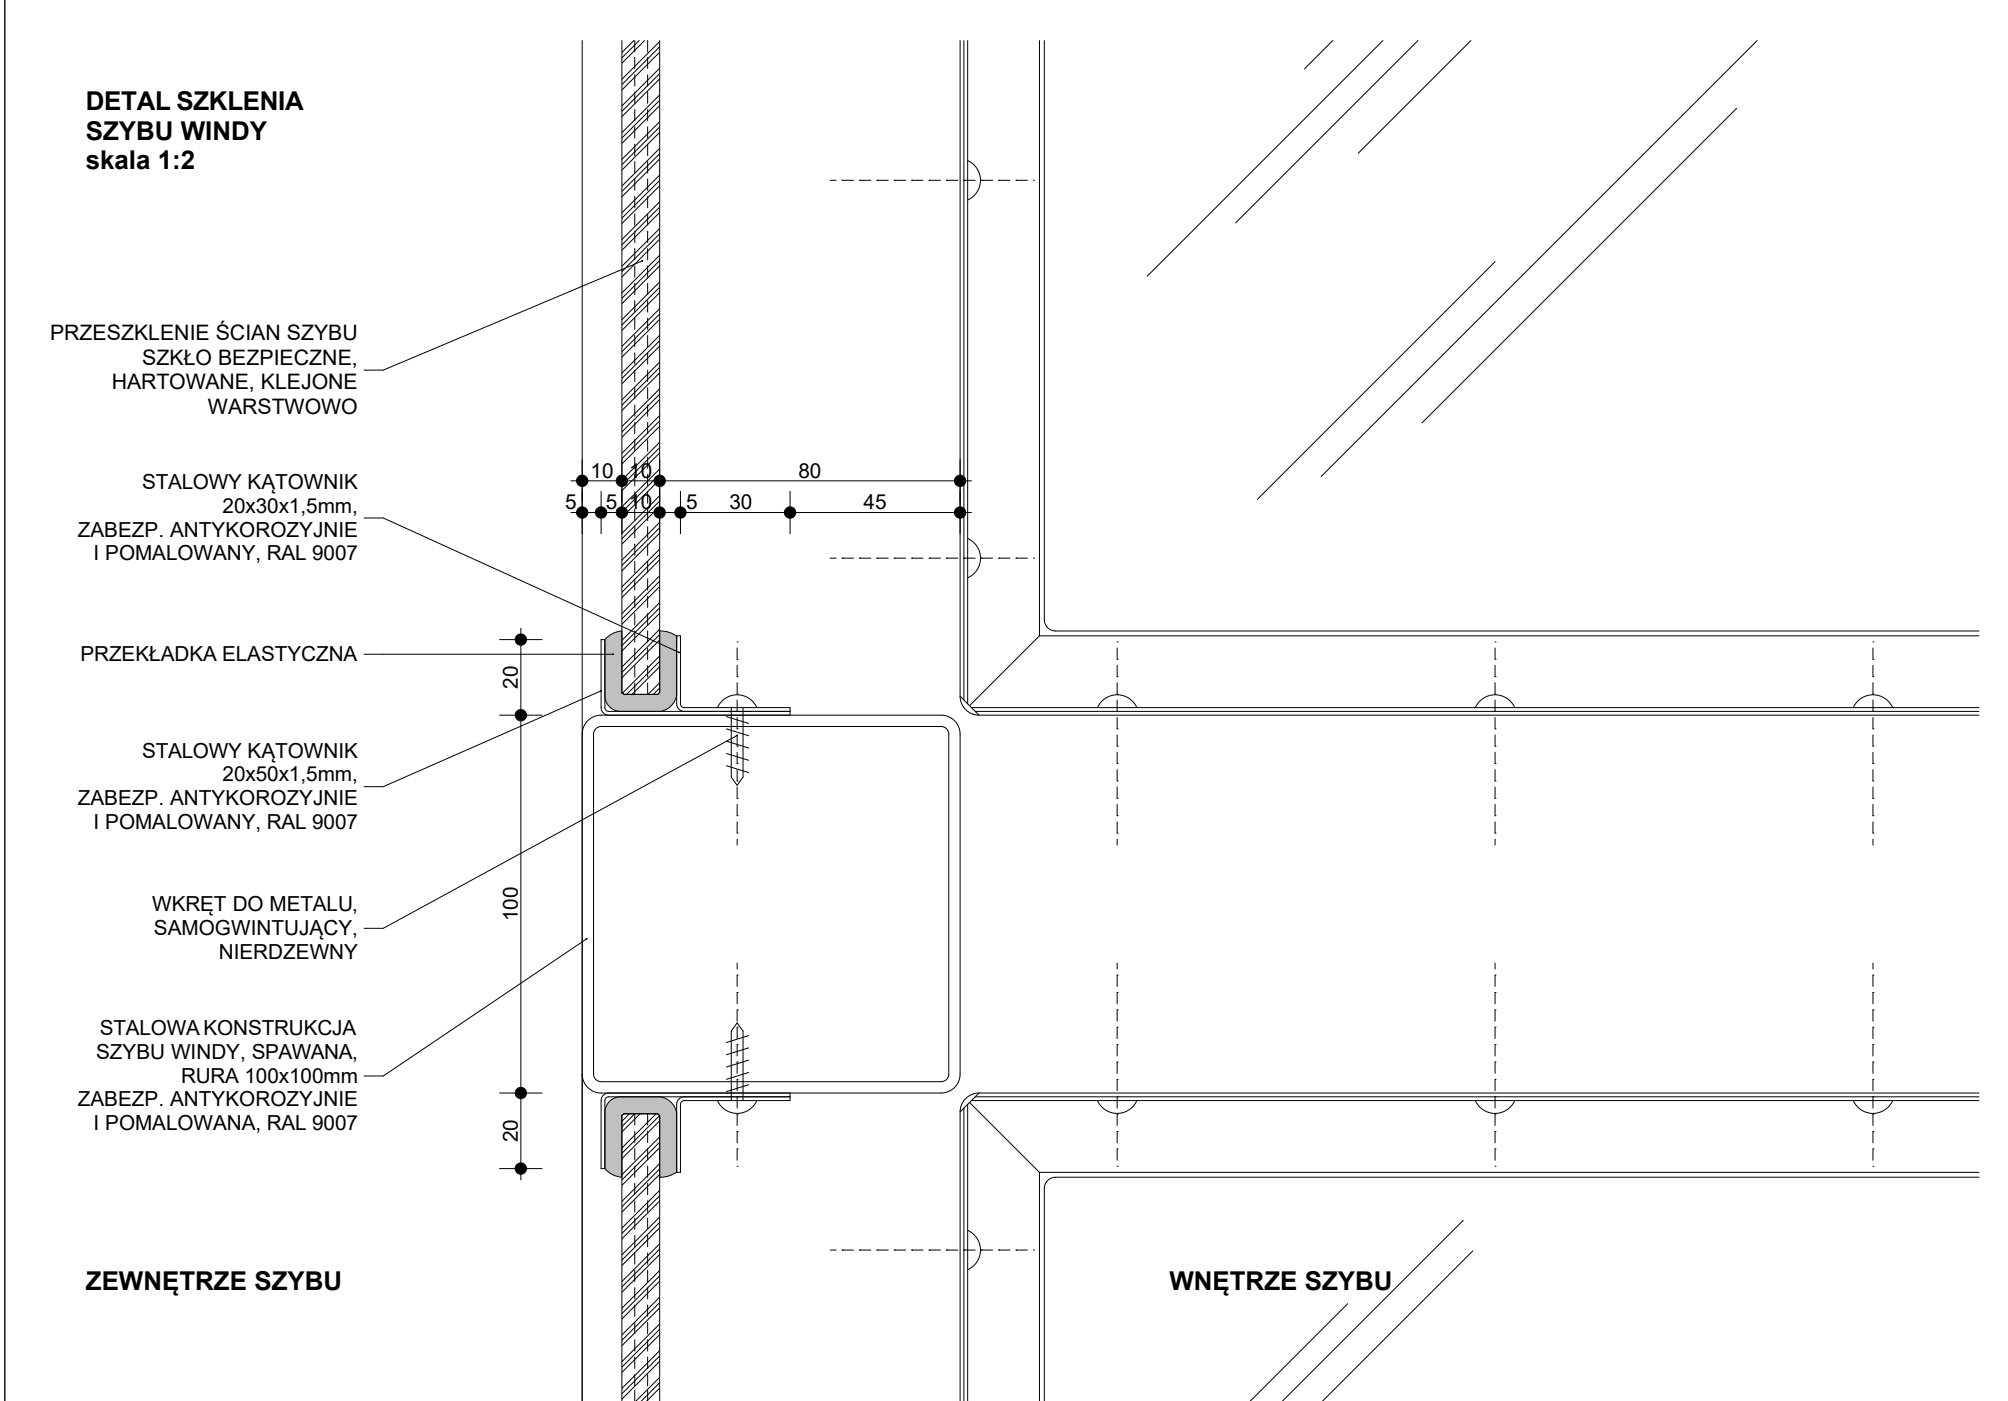 DETAL SZKLENIA
SZYBU WINDY
skala 1:2
PRZESZKLENIE ŚCIAN SZYBU
SZKŁO BEZPIECZNE,
HARTOWANE, KLEJONE
WARSTWOWO
10 10 80
5 5 10 5 30 45
STALOWY KĄTOWNIK
20x30x1,5mm,
ZABEZP. ANTYKOROZYJNIE
I POMALOWANY, RAL 9007
PRZEKŁADKA ELASTYCZNA
20
STALOWY KĄTOWNIK
20x50x1,5mm,
ZABEZP. ANTYKOROZYJNIE
I POMALOWANY, RAL 9007
100
WKRĘT DO METALU,
SAMOGWINTUJĄCY,
NIERDZEWNY
STALOWA KONSTRUKCJA
SZYBU WINDY, SPAWANA,
RURA 100x100mm
ZABEZP. ANTYKOROZYJNIE
I POMALOWANA, RAL 9007
20
ZEWNĘTRZE SZYBU
WNĘTRZE SZYBU